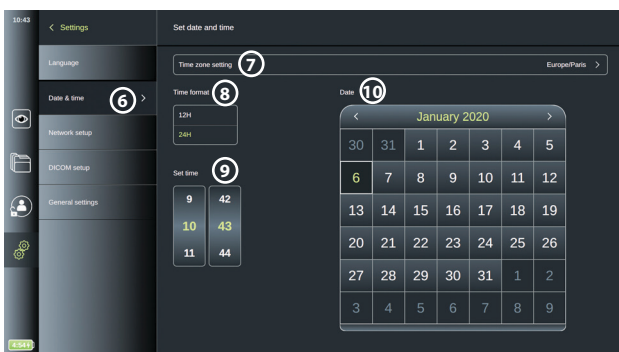 10:43
Settings
Set date and time
Language
Time zone setting 7 Europe/Paris
Date & time 6
Time format 8
Date 10
12H
24H
January 2020
Network setup
30 31 1 2 3 4 5
DICOM setup
Set time 9
6 7 8 9 10 11 12
General settings
9 42
10 43
11 44
13 14 15 16 17 18 19
20 21 22 23 24 25 26
27 28 29 30 31 1 2
3 4 5 6 7 8 9
4:54